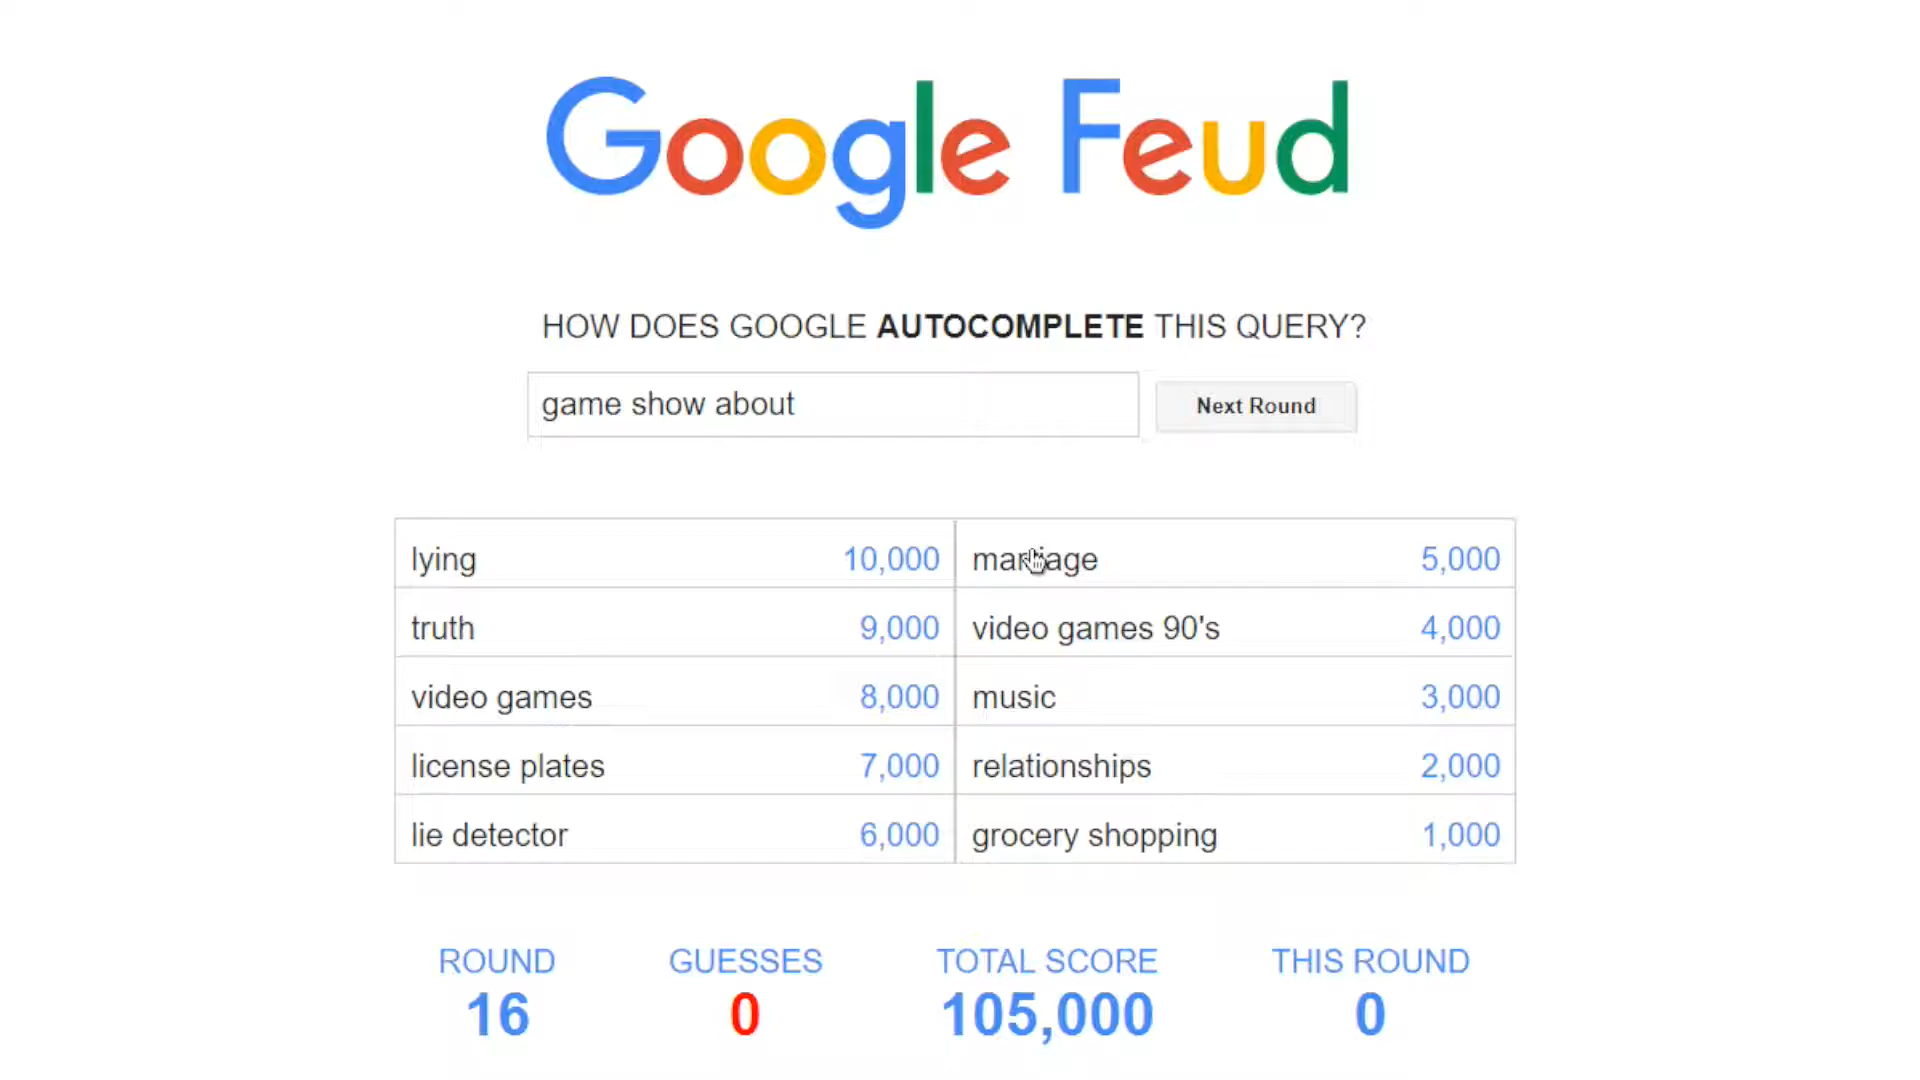 Google Feud
HOW DOES GOOGLE AUTOCOMPLETE THIS QUERY?
game show about
Next Round
lying 10,000
truth 9,000
video games 8,000
license plates 7,000
lie detector 6,000
marriage 5,000
video games 90's 4,000
music 3,000
relationships 2,000
grocery shopping 1,000
ROUND GUESSES TOTAL SCORE THIS ROUND
16 0 105,000 0